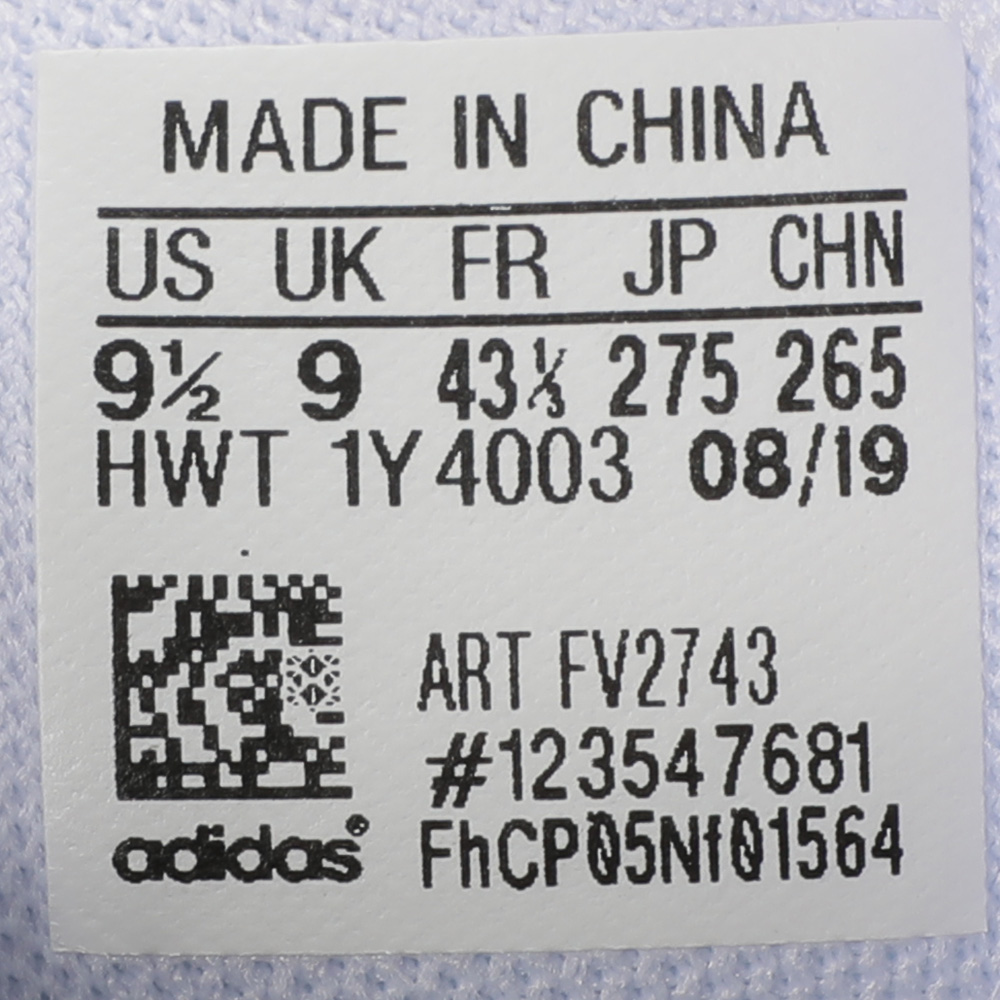 MADE IN CHINA
US UK FR JP CHN
9½ 9 43⅓ 275 265
HWT 1Y4003 08/19
ART FV2743
#123547681
adidas® FhCP05Nf01564